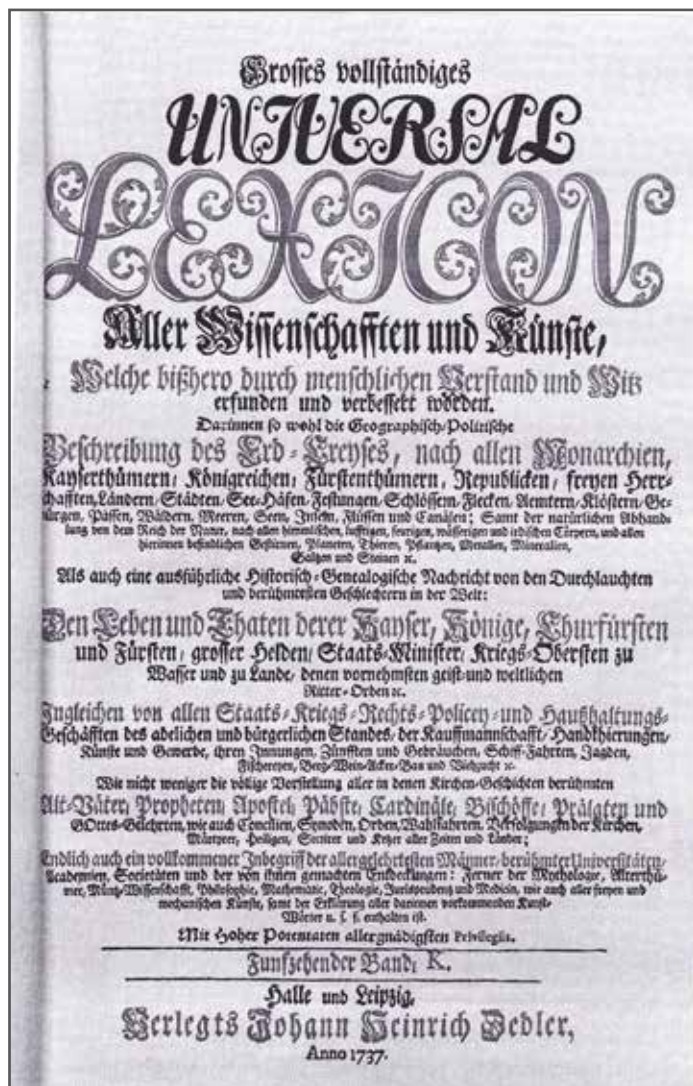 Grosses vollständiges
UNIVERSAL
LEXICON
Aller Wissenschafften und Künste,
Welche bißhero durch menschlichen Verstand und Witz
erfunden und verbessert worden.
Darinnen so wohl die Geographisch-Politische
Beschreibung des Erd-Creyses, nach allen Monarchien,
Kayserthümern, Königreichen, Fürstenthümern, Republicken, freyen Herr-
schafften, Ländern, Städten, See-Häfen, Festungen, Schlössern, Flecken, Aemtern, Klöstern, Ge-
bürgen, Pässen, Wäldern, Meeren, Seen, Inseln, Flüssen und Canälen; Samt der natürlichen Abhand-
lung von dem Reich der Natur, nach allen himmlischen, lufftigen, feurigen, wässerigen und irdischen Cörpern, und allen
hierinnen befindlichen Gestirnen, Planeten, Thieren, Pflantzen, Metallen, Mineralien,
Saltzen und Steinen ꝛc.
Als auch eine ausführliche Historisch-Genealogische Nachricht von den Durchlauchten
und berühmtesten Geschlechtern in der Welt:
Den Leben und Thaten derer Kayser, Könige, Churfürsten
und Fürsten, grosser Helden, Staats-Minister, Kriegs-Obersten zu
Wasser und zu Lande, denen vornehmsten geist- und weltlichen
Ritter-Orden ꝛc.
Ingleichen von allen Staats- Kriegs- Rechts- Policey- und Haußhaltungs-
Geschäfften des adelichen und bürgerlichen Standes, der Kauffmannschafft, Handthierungen,
Künste und Gewerbe, ihren Innungen, Zünfften und Gebräuchen, Schiff-Fahrten, Jagden,
Fischereyen, Berg- Wein- Acker- Bau und Viehzucht ꝛc.
Wie nicht weniger die völlige Vorstellung aller in denen Kirchen-Geschichten berühmten
Alt-Väter, Propheten, Apostel, Päbste, Cardinäle, Bischöffe, Prälaten und
GOttes-Gelehrten, wie auch Concilien, Synoden, Orden, Wahlfahrten, Verfolgungen der Kirchen,
Märtyrer, Heiligen, Sectirer und Ketzer aller Zeiten und Länder;
Endlich auch ein vollkommener Inbegriff der allergelehrtesten Männer, berühmter Universitäten,
Academien, Societäten und der von ihnen gemachten Entdeckungen: Ferner der Mythologie, Alterthü-
mer, Müntz-Wissenschafft, Philosophie, Mathematic, Theologie, Jurisprudentz und Medicin, wie auch aller freyen und
mechanischen Künste, samt der Erklärung aller darinnen vorkommenden Kunst-
Wörter u. s. f. enthalten ist.
Mit Hoher Potentaten allergnädigsten Privilegiis.
Funfzehender Band, K.
Halle und Leipzig,
Verlegts Johann Heinrich Zedler,
Anno 1737.